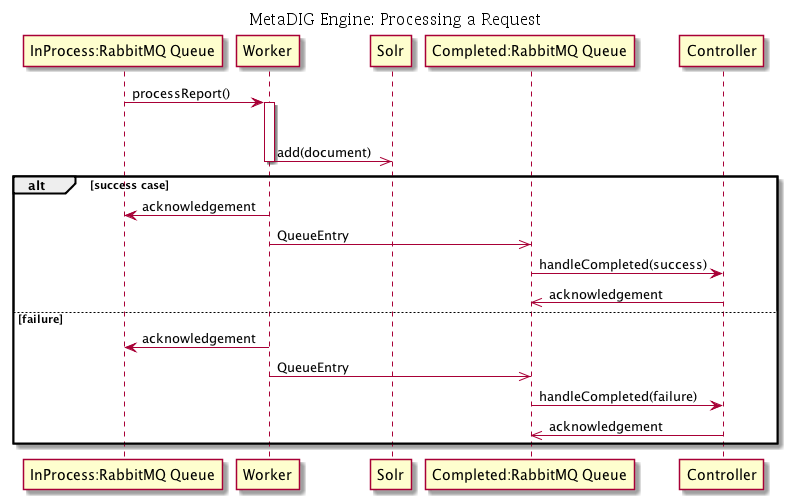 MetaDIG Engine: Processing a Request
InProcess:RabbitMQ Queue Worker Solr Completed:RabbitMQ Queue Controller
processReport()
add(document)
alt [success case]
acknowledgement
QueueEntry
handleCompleted(success)
acknowledgement
[failure]
acknowledgement
QueueEntry
handleCompleted(failure)
acknowledgement
InProcess:RabbitMQ Queue Worker Solr Completed:RabbitMQ Queue Controller